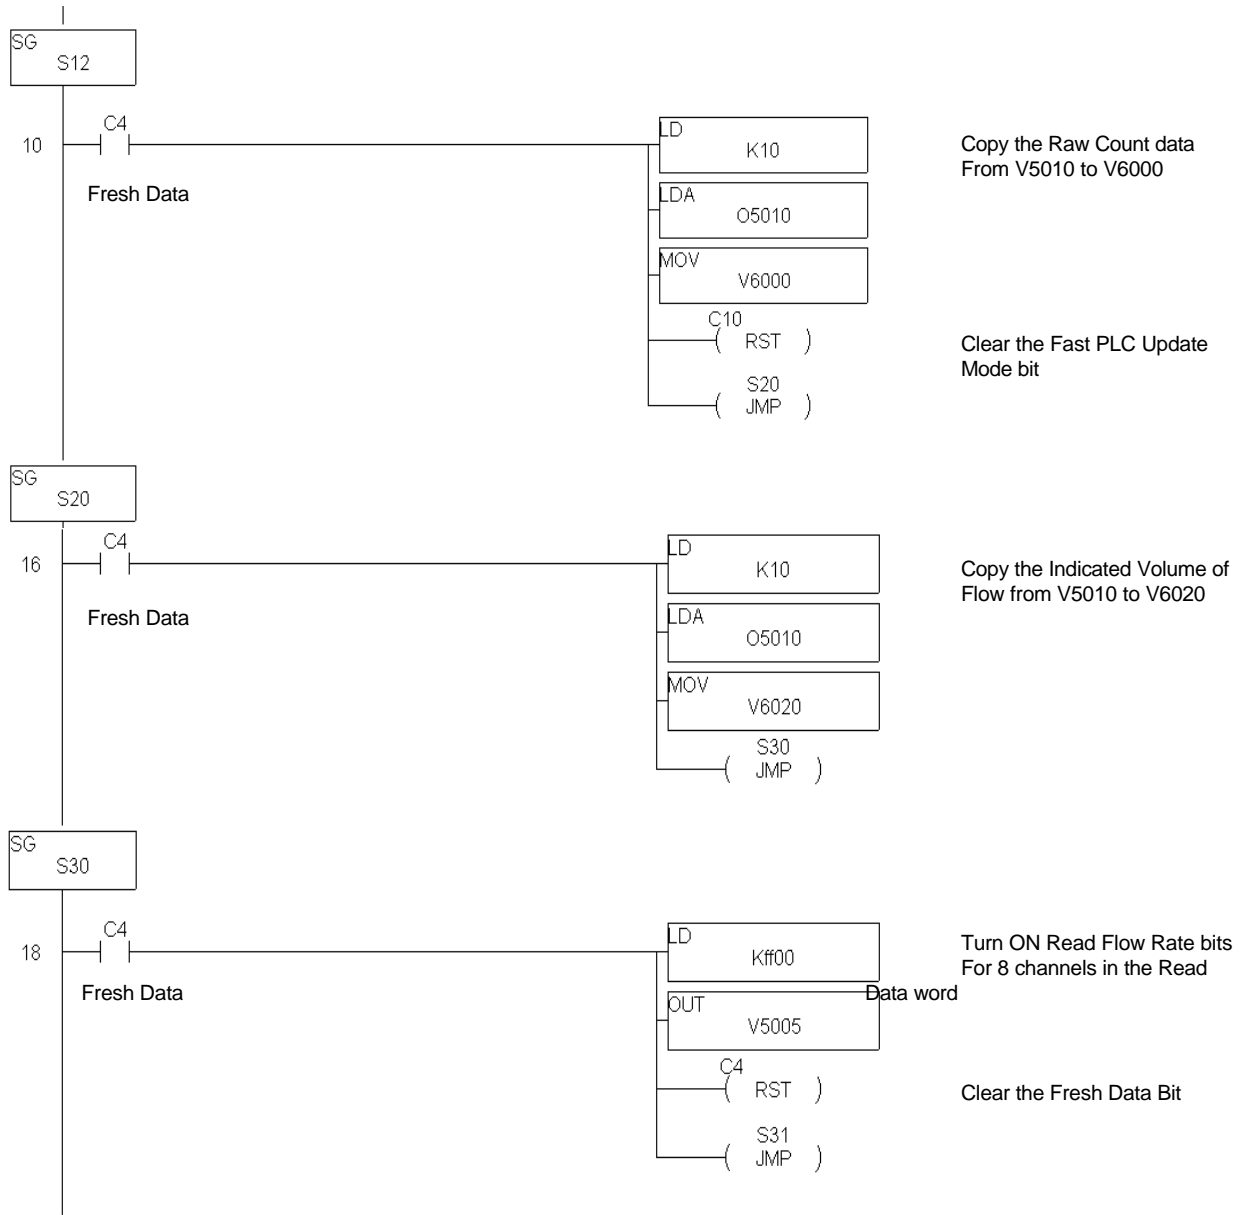 SG
S12
C4
10
Fresh Data
LD
K10
LDA
O5010
MOV
V6000
C10
( RST )
S20
( JMP )
Copy the Raw Count data
From V5010 to V6000
Clear the Fast PLC Update
Mode bit
SG
S20
C4
16
Fresh Data
LD
K10
LDA
O5010
MOV
V6020
S30
( JMP )
Copy the Indicated Volume of
Flow from V5010 to V6020
SG
S30
C4
18
Fresh Data
LD
Kff00
OUT
V5005
C4
( RST )
S31
( JMP )
Turn ON Read Flow Rate bits
For 8 channels in the Read
Data word
Clear the Fresh Data Bit